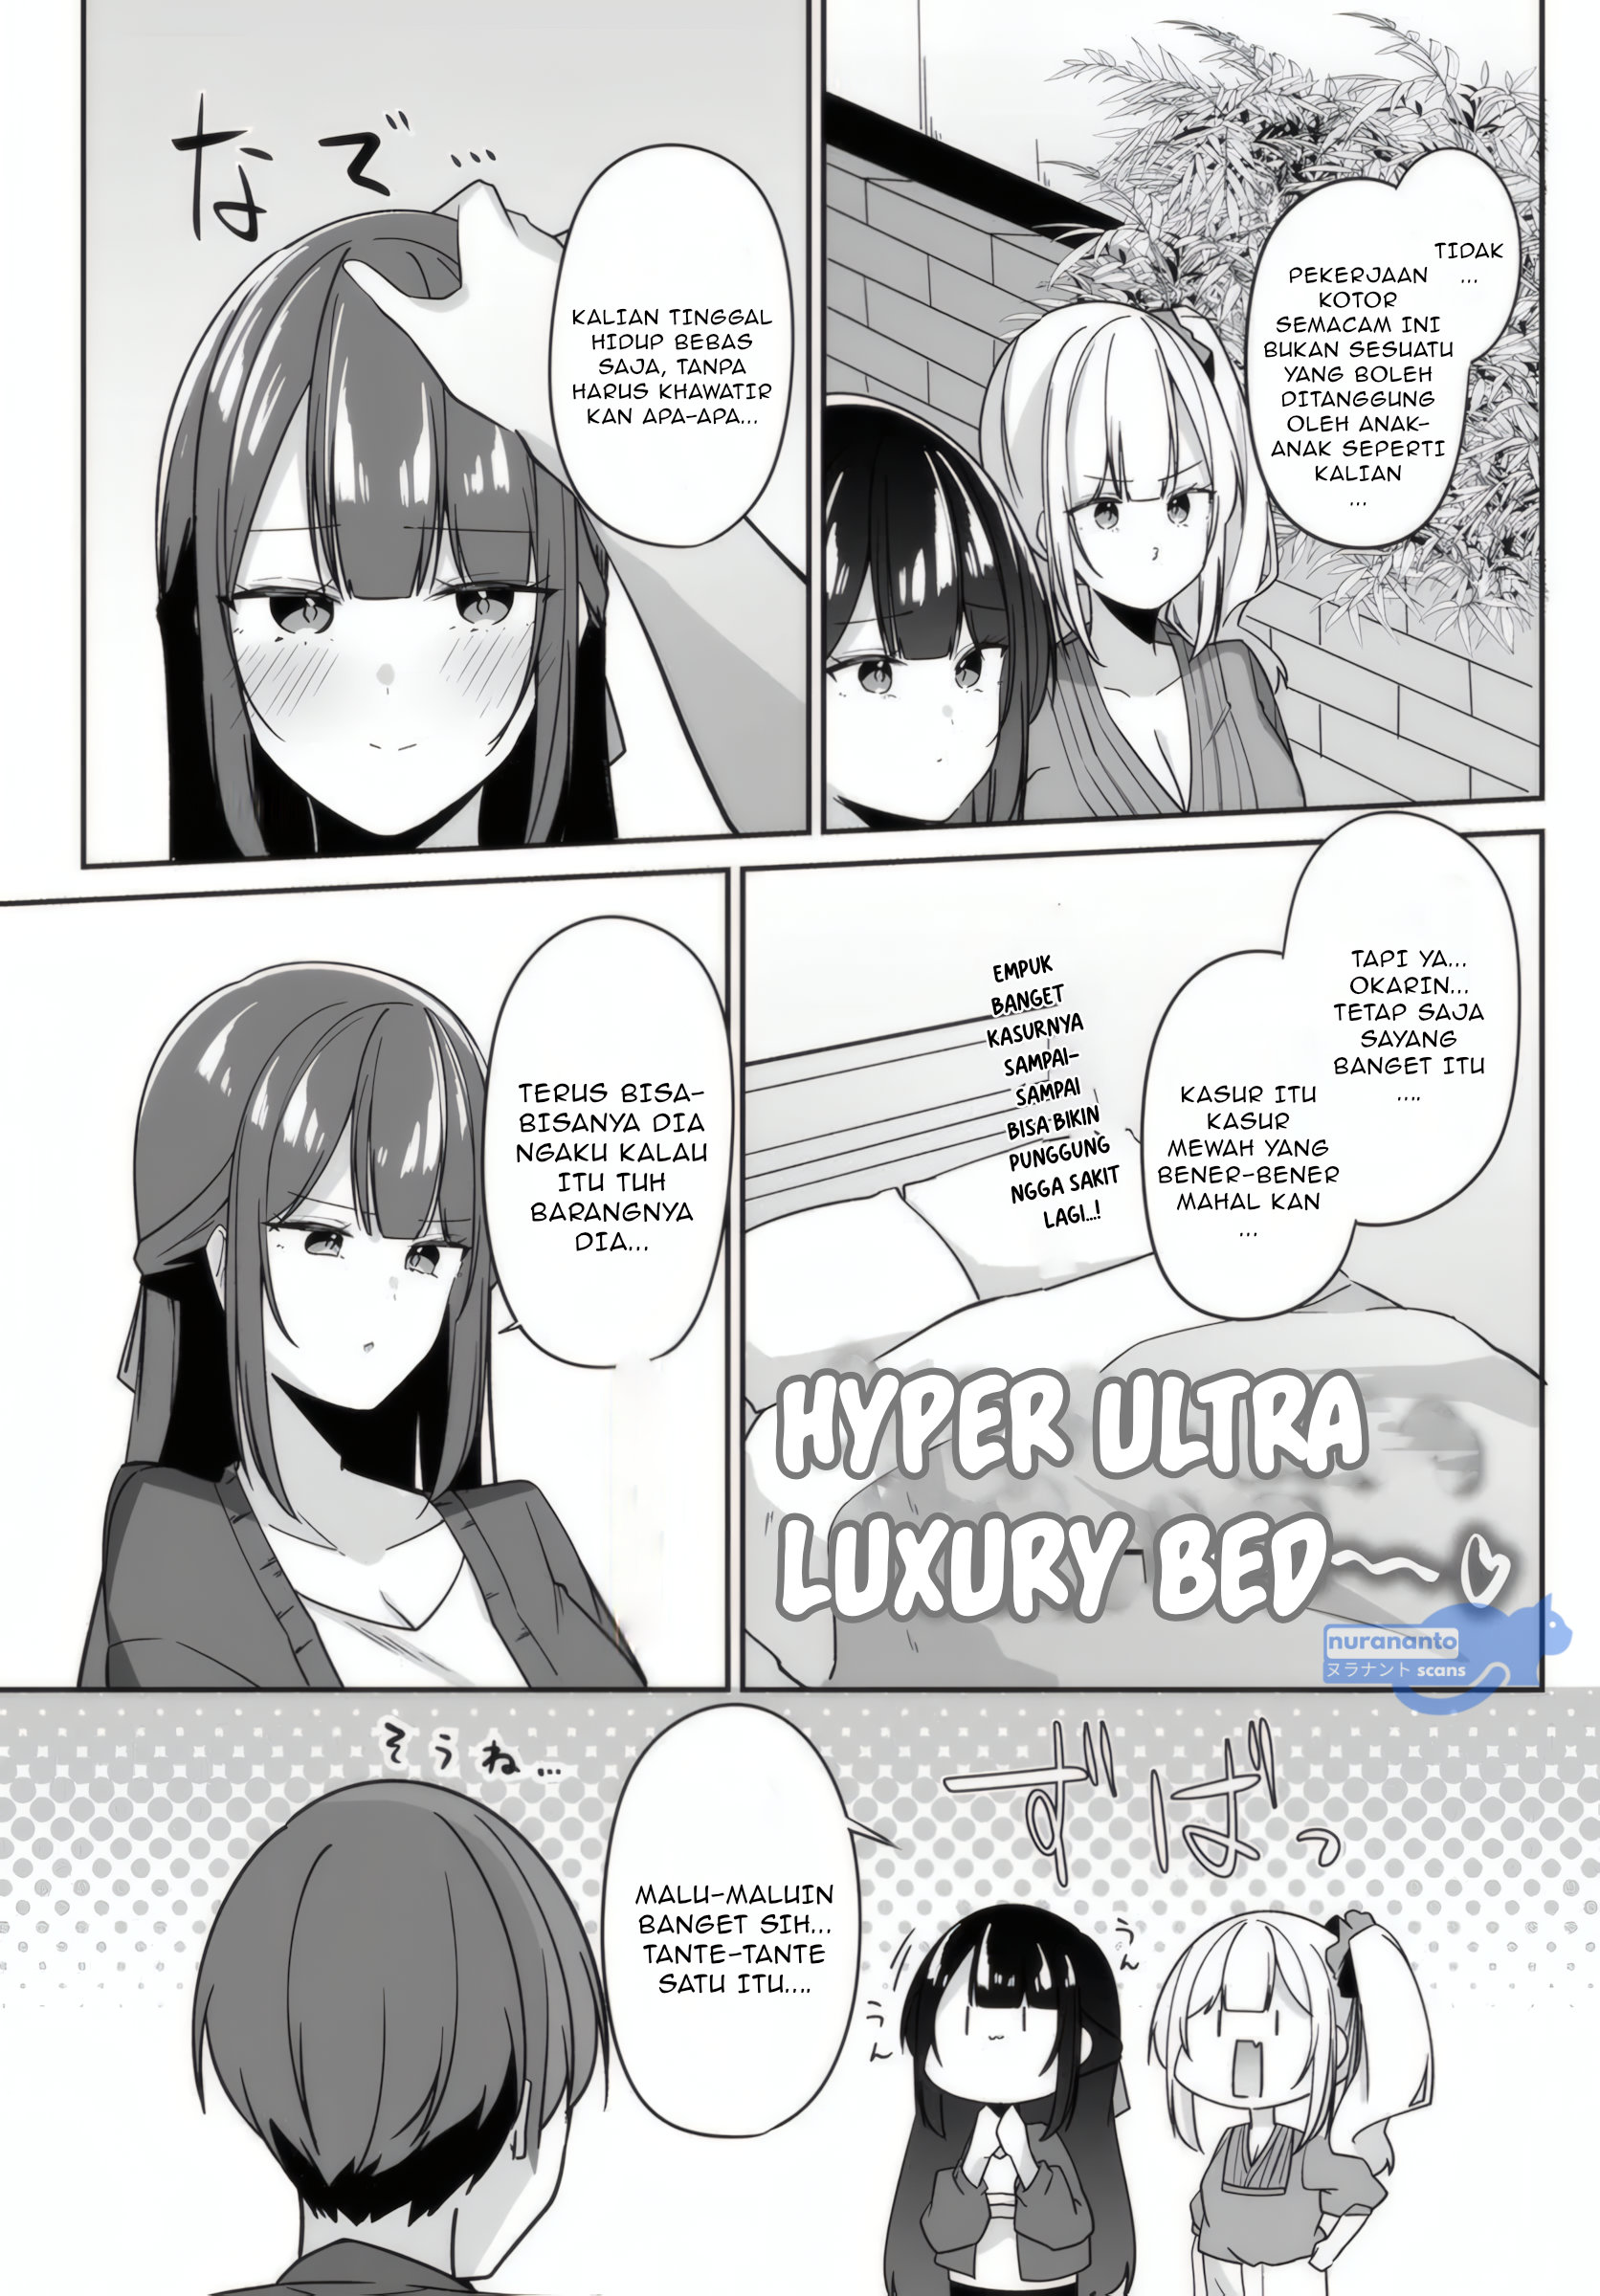 TIDAK
...
PEKERJAAN
KOTOR
SEMACAM INI
BUKAN SESUATU
YANG BOLEH
DITANGGUNG
OLEH ANAK-
ANAK SEPERTI
KALIAN
...
なで...
KALIAN TINGGAL
HIDUP BEBAS
SAJA, TANPA
HARUS KHAWATIR
KAN APA-APA...
TAPI YA...
OKARIN...
TETAP SAJA
SAYANG
BANGET ITU
....
KASUR ITU
KASUR
MEWAH YANG
BENER-BENER
MAHAL KAN
...
EMPUK
BANGET
KASURNYA
SAMPAI-
SAMPAI
BISA BIKIN
PUNGGUNG
NGGA SAKIT
LAGI...!
HYPER ULTRA
LUXURY BED~♡
nurananto
ヌラナント scans
TERUS BISA-
BISANYA DIA
NGAKU KALAU
ITU TUH
BARANGNYA
DIA...
ずばっ
うん
うん
MALU-MALUIN
BANGET SIH...
TANTE-TANTE
SATU ITU....
そうね...